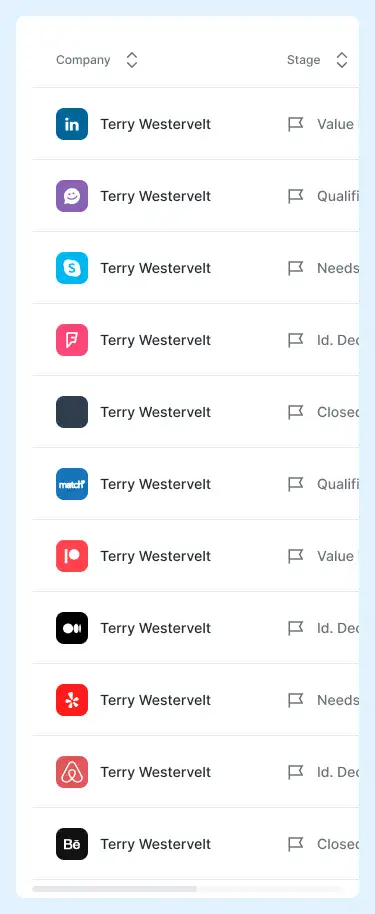 Company Stage
in Terry Westervelt Value
Terry Westervelt Qualifi
S Terry Westervelt Needs
Terry Westervelt Id. Dec
Terry Westervelt Closed
match Terry Westervelt Qualifi
Terry Westervelt Value
Terry Westervelt Id. Dec
Terry Westervelt Needs
Terry Westervelt Id. Dec
Bē Terry Westervelt Closed